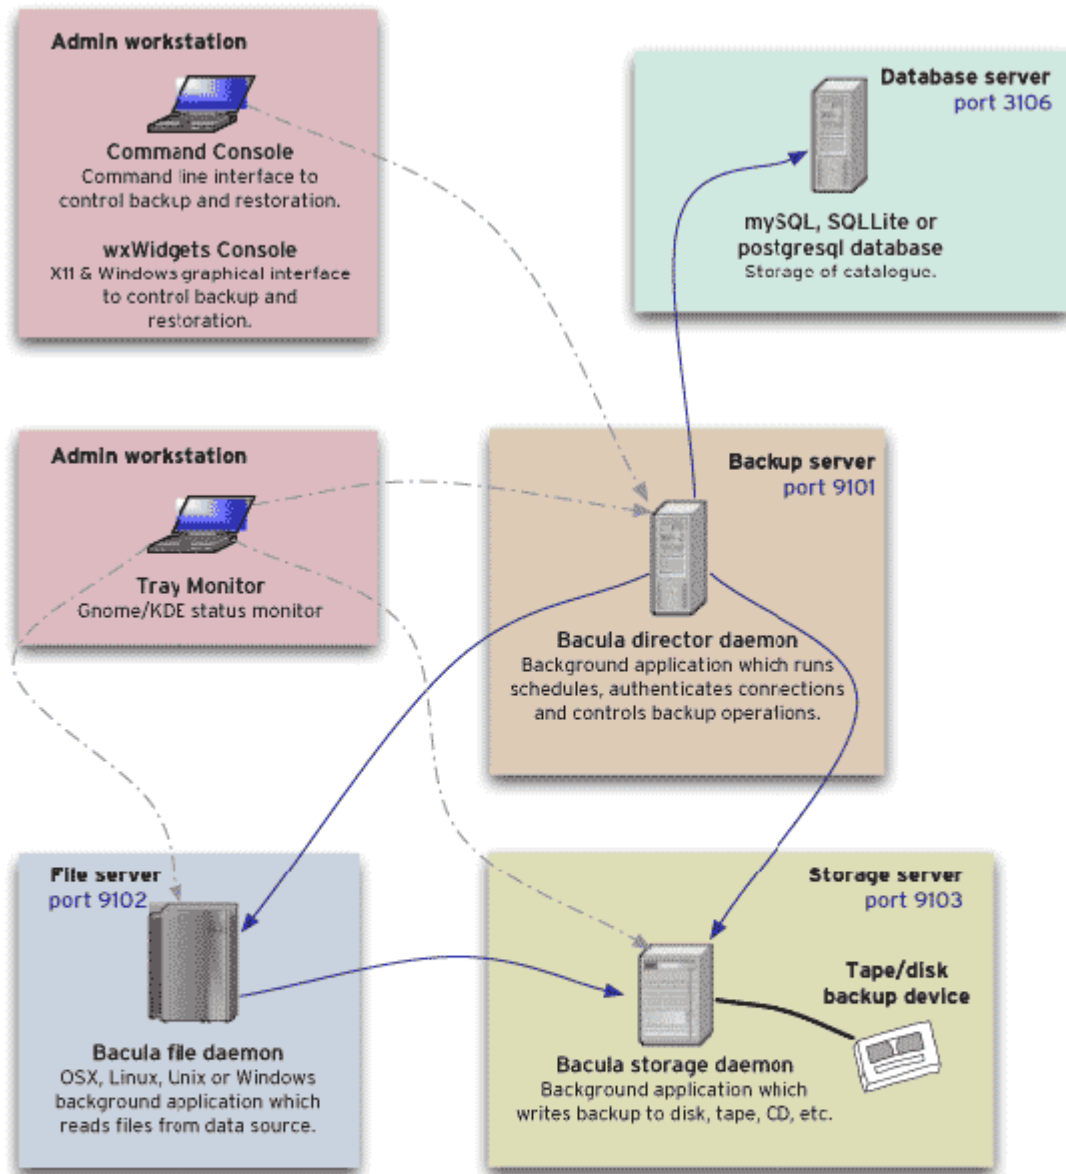 Admin workstation
Command Console
Command line interface to
control backup and restoration.
wxWidgets Console
X11 & Windows graphical interface
to control backup and
restoration.
Database server
port 3106
mySQL, SQLLite or
postgresql database
Storage of catalogue.
Admin workstation
Tray Monitor
Gnome/KDE status monitor
Backup server
port 9101
Bacula director daemon
Background application which runs
schedules, authenticates connections
and controls backup operations.
File server
port 9102
Bacula file daemon
OSX, Linux, Unix or Windows
background application which
reads files from data source.
Storage server
port 9103
Tape/disk
backup device
Bacula storage daemon
Background application which
writes backup to disk, tape, CD, etc.